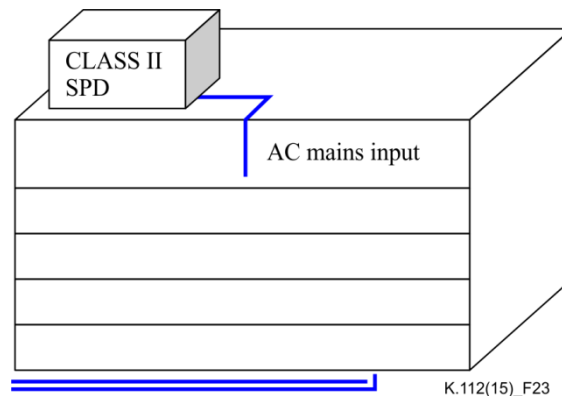 CLASS II
SPD
AC mains input
K.112(15)_F23